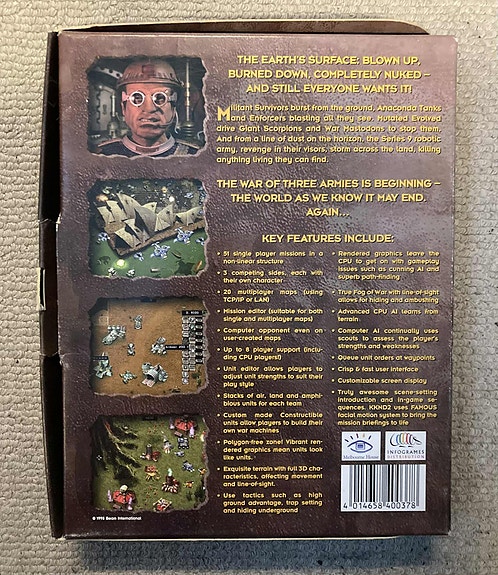 THE EARTH'S SURFACE: BLOWN UP,
BURNED DOWN, COMPLETELY NUKED –
AND STILL EVERYONE WANTS IT!
Militant Survivors burst from the ground, Anaconda Tanks
and Enforcers blasting all they see. Mutated Evolved
drive Giant Scorpions and War Mastodons to stop them.
And from a line of dust on the horizon, the Series 9 robotic
army, revenge in their visors, storm across the land, killing
anything living they can find.
THE WAR OF THREE ARMIES IS BEGINNING –
THE WORLD AS WE KNOW IT MAY END.
AGAIN...
KEY FEATURES INCLUDE:
• 51 single player missions in a
non-linear structure
• 3 competing sides, each with
their own character
• 20 multiplayer maps (using
TCP/IP or LAN)
• Mission editor (suitable for both
single and multiplayer maps)
• Computer opponent even on
user-created maps
• Up to 8 player support (includ-
ing CPU players!)
• Unit editor allows players to
adjust unit strengths to suit their
play style
• Stacks of air, land and amphi-
bious units for each team
• Custom made Constructible
units allow players to build their
own war machines
• Polygon-free zone! Vibrant ren-
dered graphics mean units look
like units
• Exquisite terrain with full 3D cha-
racteristics, affecting movement
and line-of-sight.
• Use tactics such as high
ground advantage, trap setting
and hiding underground
• Rendered graphics leave the
CPU to get on with gameplay
issues such as cunning AI and
superb path-finding
• True Fog of War with line-of-sight
allows for hiding and ambushing
• Advanced CPU AI learns from
terrain
• Computer AI continually uses
scouts to assess the player's
strengths and weaknesses
• Queue unit orders at waypoints
• Crisp & fast user interface
• Customizable screen display
• Truly awesome scene-setting
introduction and in-game se-
quences. KKND2 uses FAMOUS
facial motion system to bring the
mission briefings to life
Melbourne House
INFOGRAMES
DISTRIBUTION
4 014658 400378
© 1998 Beam International